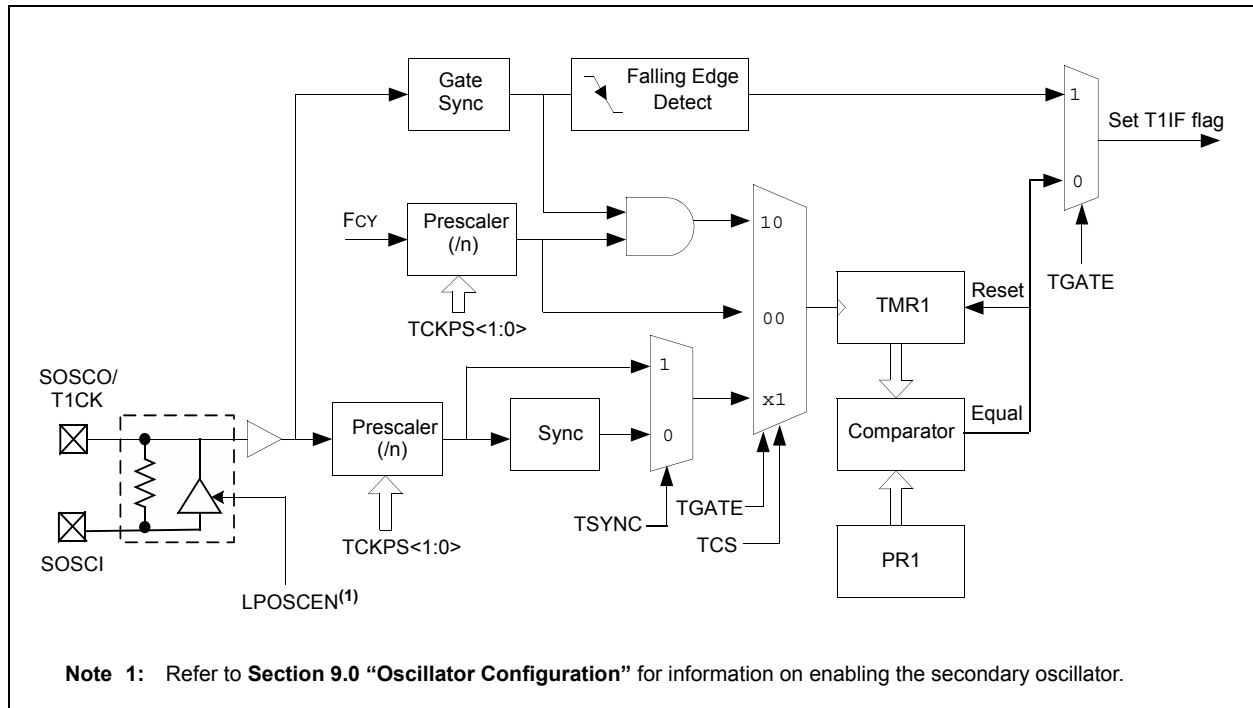 Gate
Sync
Falling Edge
Detect
1
Set T1IF flag
0
FCY
Prescaler
(/n)
10
TGATE
TCKPS<1:0>
00
TMR1
Reset
SOSCO/
T1CK
1
x1
Prescaler
(/n)
Sync
0
Comparator
Equal
SOSCI
TCKPS<1:0>
TSYNC
TGATE
TCS
PR1
LPOSCEN(1)
Note 1: Refer to Section 9.0 “Oscillator Configuration” for information on enabling the secondary oscillator.